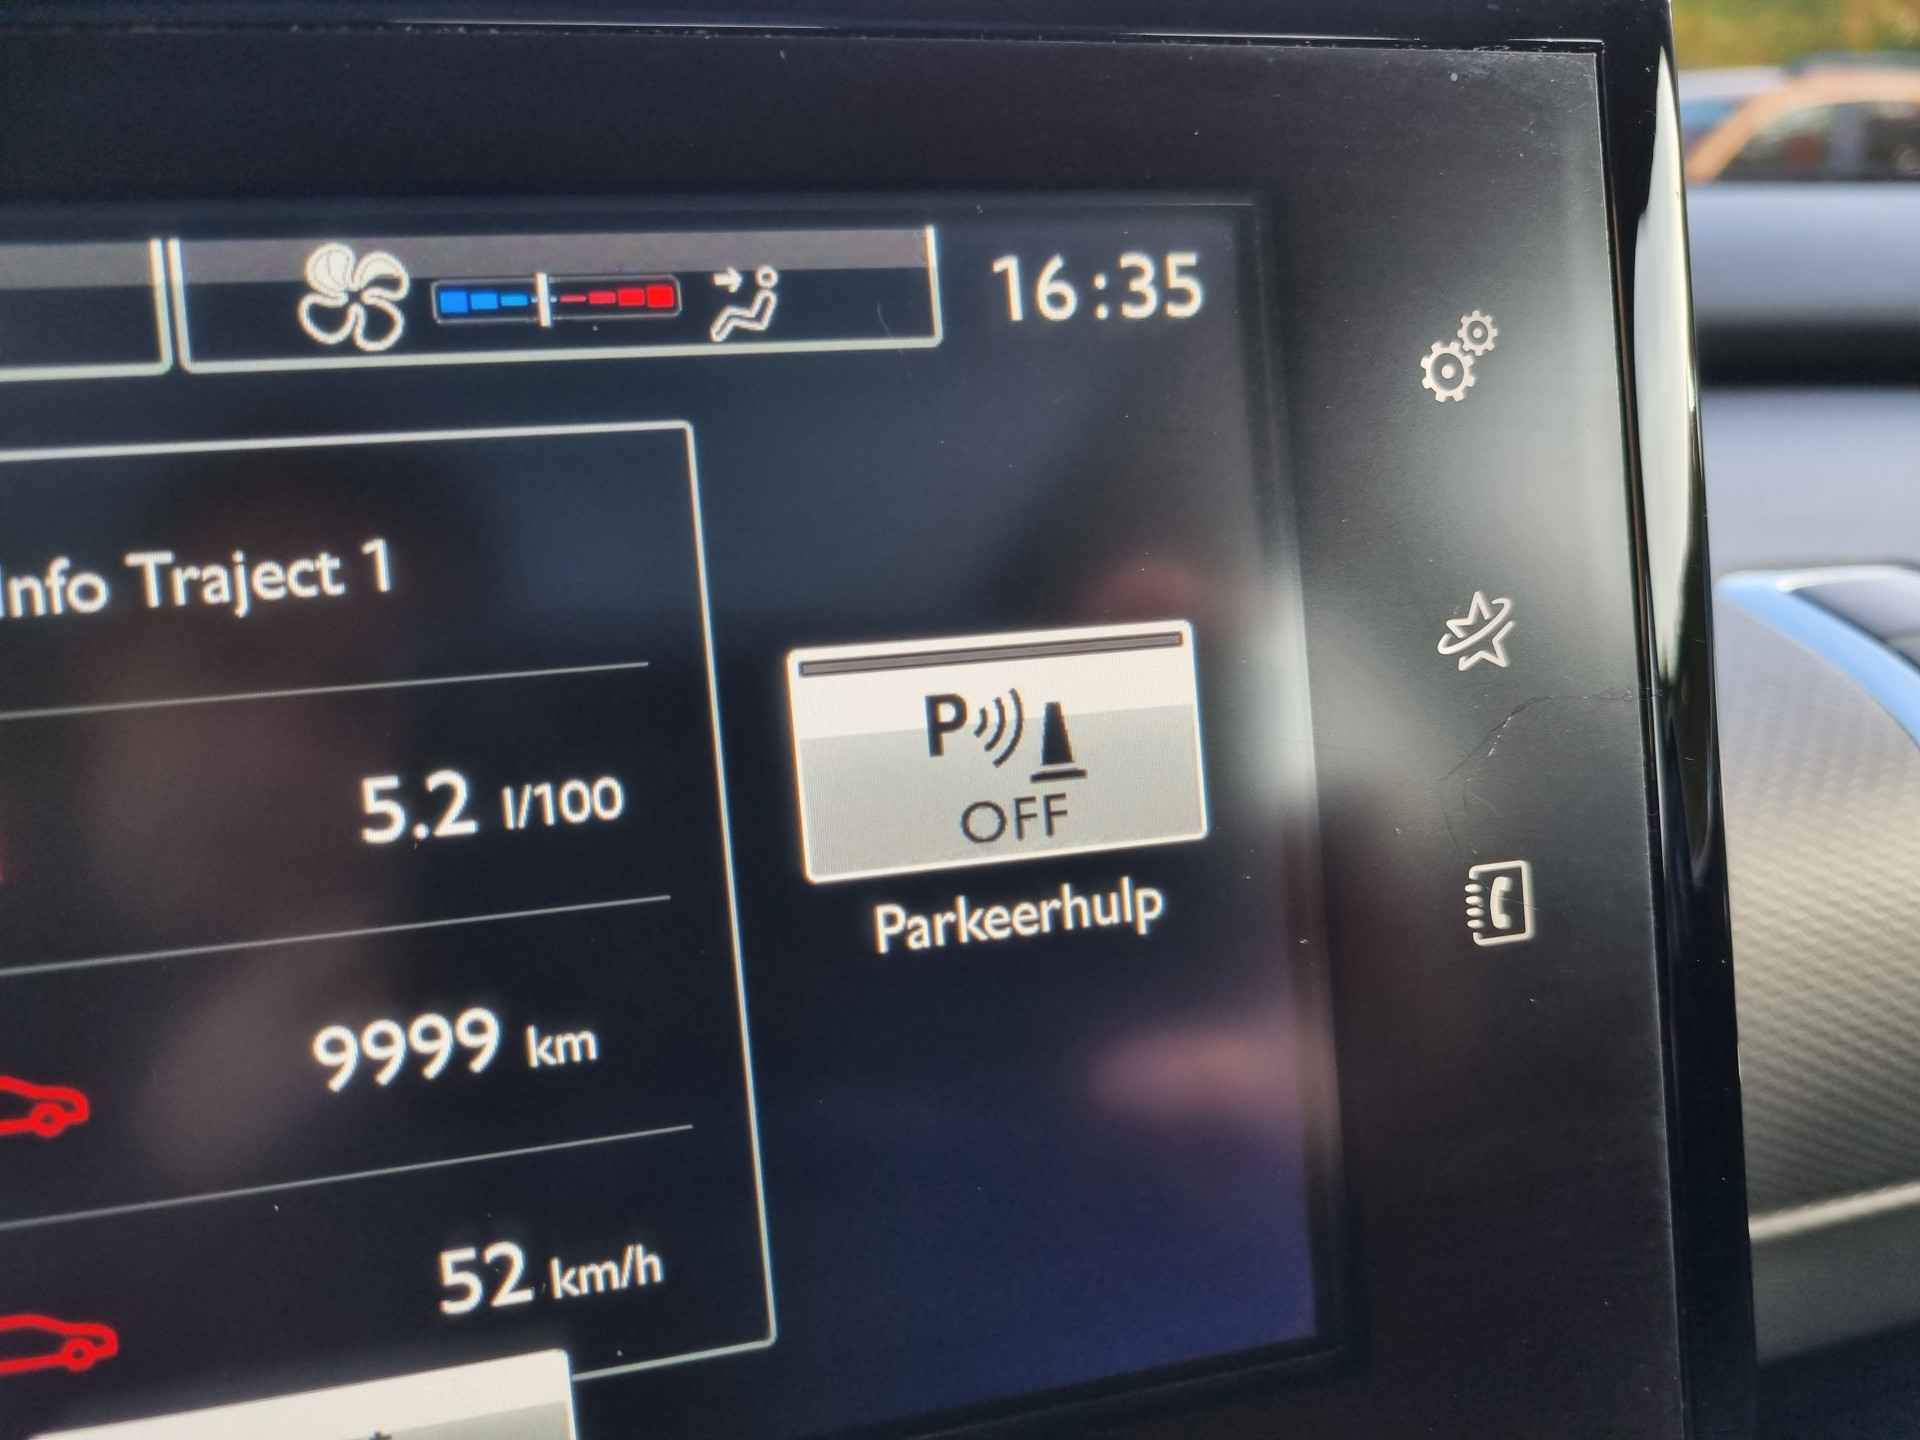 16:35
Info Traject 1
5.2 l/100
P
OFF
Parkeerhulp
9999 km
52 km/h